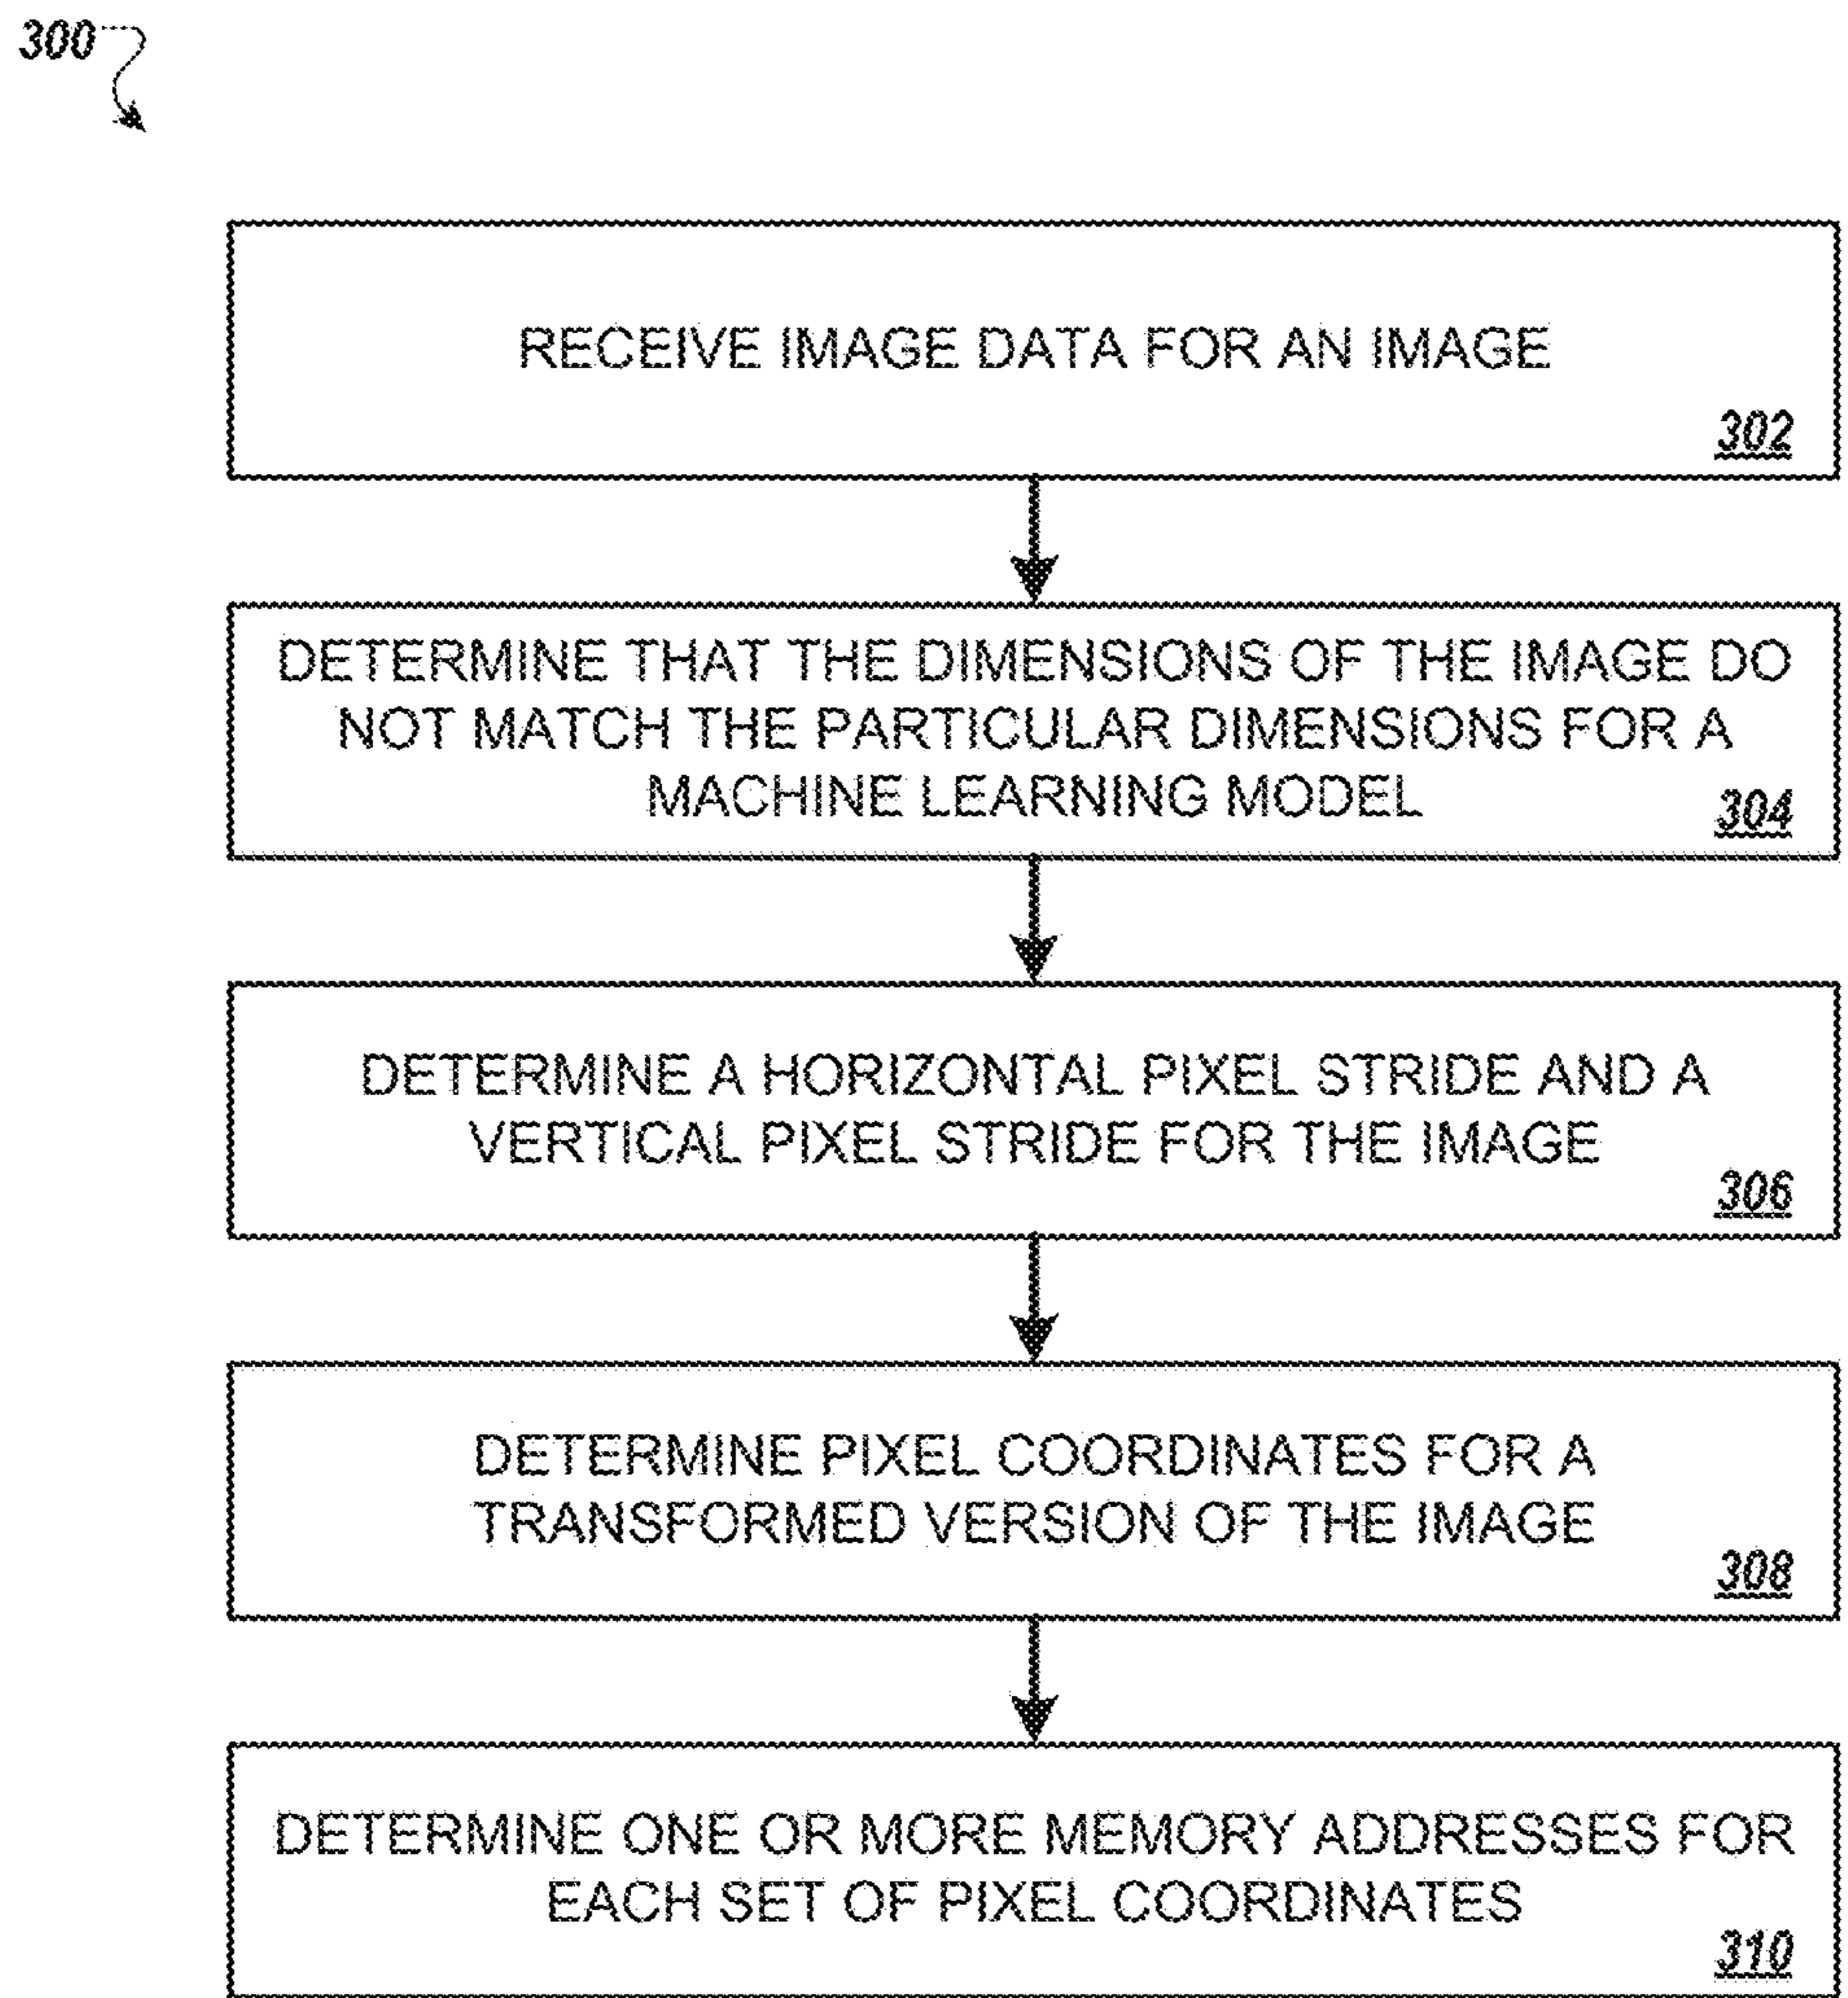 300
RECEIVE IMAGE DATA FOR AN IMAGE
302
DETERMINE THAT THE DIMENSIONS OF THE IMAGE DO
NOT MATCH THE PARTICULAR DIMENSIONS FOR A
MACHINE LEARNING MODEL
304
DETERMINE A HORIZONTAL PIXEL STRIDE AND A
VERTICAL PIXEL STRIDE FOR THE IMAGE
306
DETERMINE PIXEL COORDINATES FOR A
TRANSFORMED VERSION OF THE IMAGE
308
DETERMINE ONE OR MORE MEMORY ADDRESSES FOR
EACH SET OF PIXEL COORDINATES
310